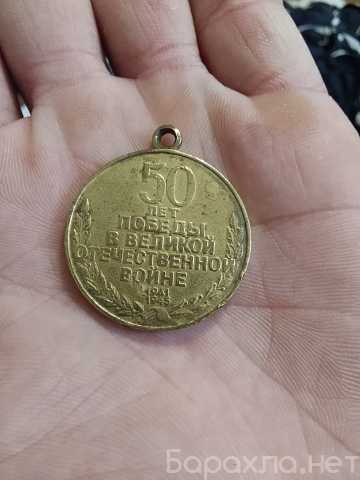 50
ЛЕТ
ПОБЕДЫ
В ВЕЛИКОЙ
ОТЕЧЕСТВЕННОЙ
ВОЙНЕ
1941
1945
Барахла.нет